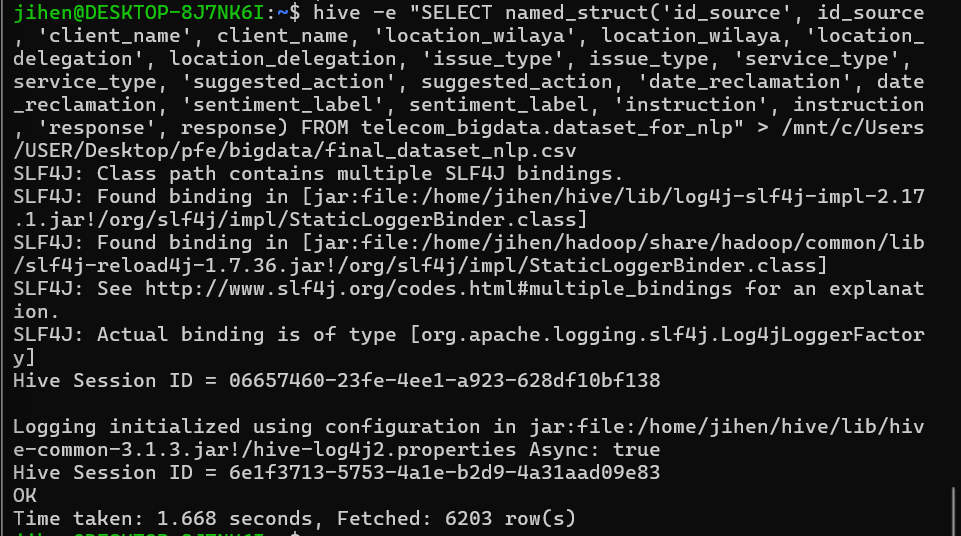 jihen@DESKTOP-8J7NK6I:~$ hive -e "SELECT named_struct('id_source', id_source
, 'client_name', client_name, 'location_wilaya', location_wilaya, 'location_
delegation', location_delegation, 'issue_type', issue_type, 'service_type',
service_type, 'suggested_action', suggested_action, 'date_reclamation', date
_reclamation, 'sentiment_label', sentiment_label, 'instruction', instruction
, 'response', response) FROM telecom_bigdata.dataset_for_nlp" > /mnt/c/Users
/USER/Desktop/pfe/bigdata/final_dataset_nlp.csv
SLF4J: Class path contains multiple SLF4J bindings.
SLF4J: Found binding in [jar:file:/home/jihen/hive/lib/log4j-slf4j-impl-2.17
.1.jar!/org/slf4j/impl/StaticLoggerBinder.class]
SLF4J: Found binding in [jar:file:/home/jihen/hadoop/share/hadoop/common/lib
/slf4j-reload4j-1.7.36.jar!/org/slf4j/impl/StaticLoggerBinder.class]
SLF4J: See http://www.slf4j.org/codes.html#multiple_bindings for an explanat
ion.
SLF4J: Actual binding is of type [org.apache.logging.slf4j.Log4jLoggerFactor
y]
Hive Session ID = 06657460-23fe-4ee1-a923-628df10bf138
Logging initialized using configuration in jar:file:/home/jihen/hive/lib/hiv
e-common-3.1.3.jar!/hive-log4j2.properties Async: true
Hive Session ID = 6e1f3713-5753-4a1e-b2d9-4a31aad09e83
OK
Time taken: 1.668 seconds, Fetched: 6203 row(s)
jihen@DESKTOP-8J7NK6I:~$